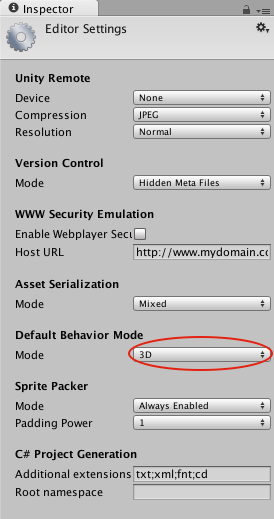 Inspector
Editor Settings
Unity Remote
Device None
Compression JPEG
Resolution Normal
Version Control
Mode Hidden Meta Files
WWW Security Emulation
Enable Webplayer Secu
Host URL http://www.mydomain.co
Asset Serialization
Mode Mixed
Default Behavior Mode
Mode 3D
Sprite Packer
Mode Always Enabled
Padding Power 1
C# Project Generation
Additional extensions txt;xml;fnt;cd
Root namespace